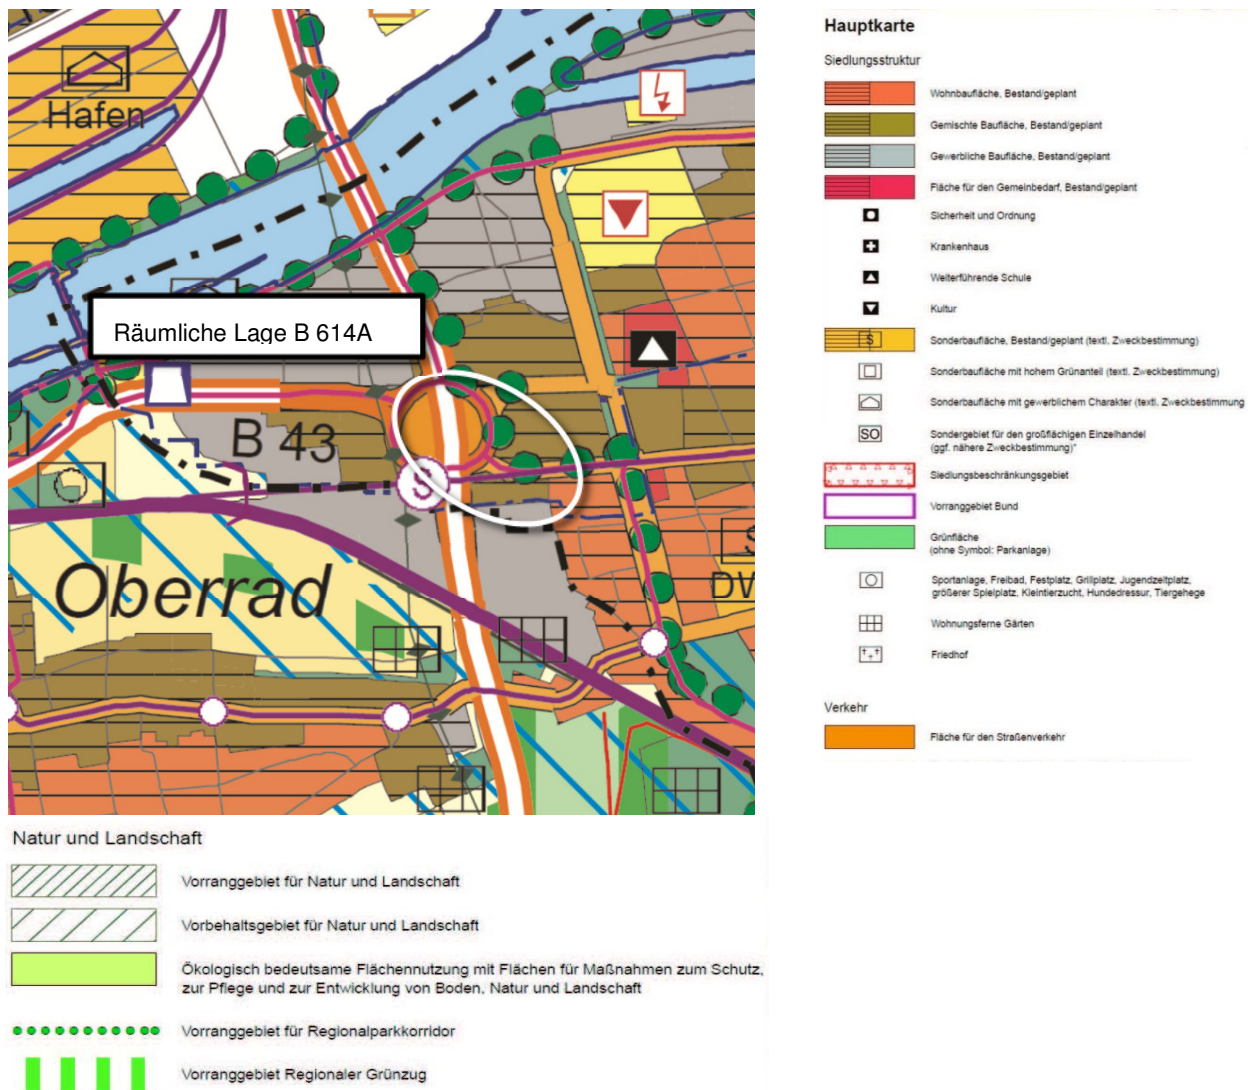 Hafen
Räumliche Lage B 614A
B 43
S
Oberrad
S
DW
Hauptkarte
Siedlungsstruktur
Wohnbaufläche, Bestand/geplant
Gemischte Baufläche, Bestand/geplant
Gewerbliche Baufläche, Bestand/geplant
Fläche für den Gemeinbedarf, Bestand/geplant
Sicherheit und Ordnung
Krankenhaus
Weiterführende Schule
Kultur
S
Sonderbaufläche, Bestand/geplant (textl. Zweckbestimmung)
Sonderbaufläche mit hohem Grünanteil (textl. Zweckbestimmung)
Sonderbaufläche mit gewerblichem Charakter (textl. Zweckbestimmung
SO
Sondergebiet für den großflächigen Einzelhandel
(ggf. nähere Zweckbestimmung)*
Siedlungsbeschränkungsgebiet
Vorranggebiet Bund
Grünfläche
(ohne Symbol: Parkanlage)
Sportanlage, Freibad, Festplatz, Grillplatz, Jugendzeltplatz,
größerer Spielplatz, Kleintierzucht, Hundedressur, Tiergehege
Wohnungsferne Gärten
Friedhof
Verkehr
Fläche für den Straßenverkehr
Natur und Landschaft
Vorranggebiet für Natur und Landschaft
Vorbehaltsgebiet für Natur und Landschaft
Ökologisch bedeutsame Flächennutzung mit Flächen für Maßnahmen zum Schutz,
zur Pflege und zur Entwicklung von Boden, Natur und Landschaft
Vorranggebiet für Regionalparkkorridor
Vorranggebiet Regionaler Grünzug